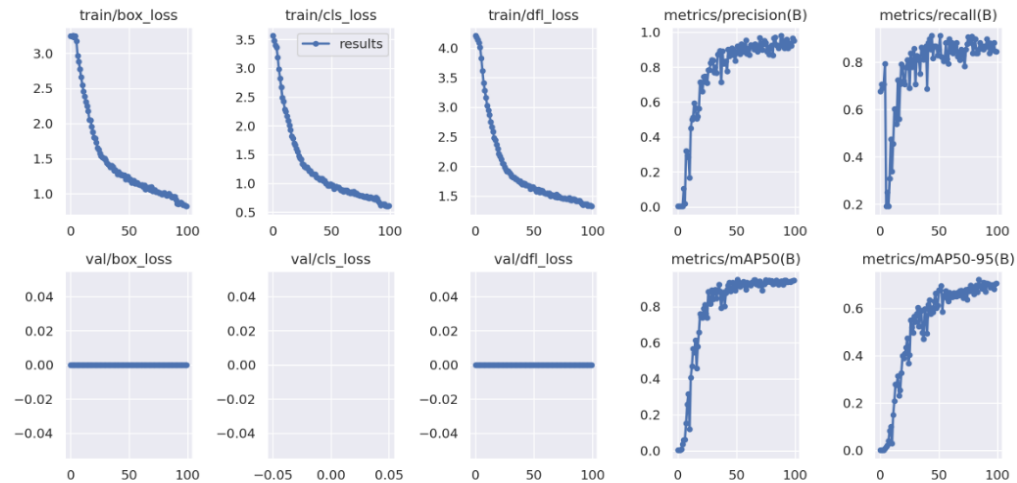 train/box_loss
train/cls_loss
train/dfl_loss
metrics/precision(B)
metrics/recall(B)
3.0
2.5
2.0
1.5
1.0
0 50 100
3.5
3.0
2.5
2.0
1.5
1.0
0.5
results
0 50 100
4.0
3.5
3.0
2.5
2.0
1.5
0 50 100
1.0
0.8
0.6
0.4
0.2
0.0
0 50 100
0.8
0.6
0.4
0.2
0 50 100
val/box_loss
val/cls_loss
val/dfl_loss
metrics/mAP50(B)
metrics/mAP50-95(B)
0.04
0.02
0.00
−0.02
−0.04
0 50 100
0.04
0.02
0.00
−0.02
−0.04
−0.05 0.00 0.05
0.04
0.02
0.00
−0.02
−0.04
0 50 100
0.8
0.6
0.4
0.2
0.0
0 50 100
0.6
0.4
0.2
0.0
0 50 100